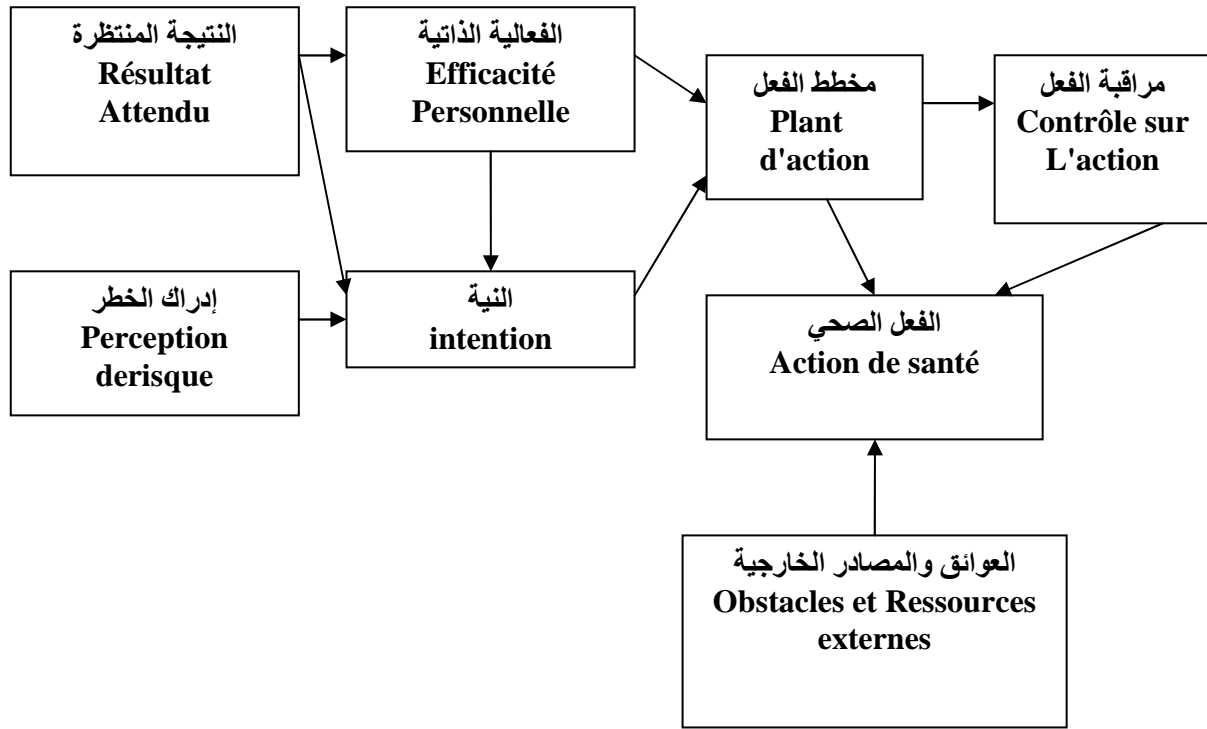 النتيجة المنتظرة
Résultat
Attendu
الفعالية الذاتية
Efficacité
Personnelle
مخطط الفعل
Plant
d'action
مراقبة الفعل
Contrôle sur
L'action
إدراك الخطر
Perception
derisque
النية
intention
الفعل الصحي
Action de santé
العوائق والمصادر الخارجية
Obstacles et Ressources
externes